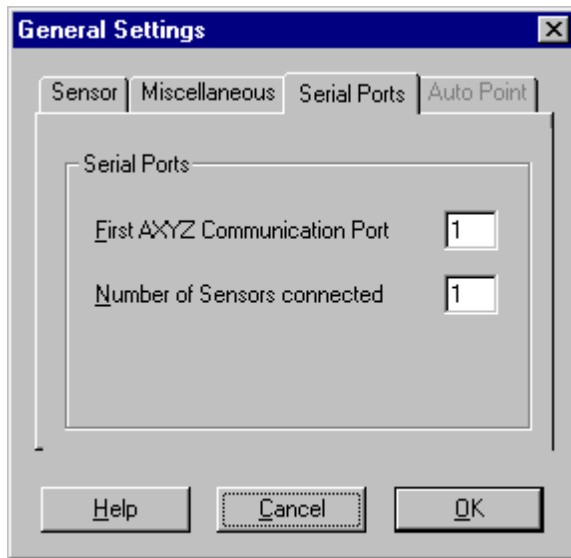 General Settings
Sensor Miscellaneous Serial Ports Auto Point
Serial Ports
First AXYZ Communication Port 1
Number of Sensors connected 1
Help Cancel OK